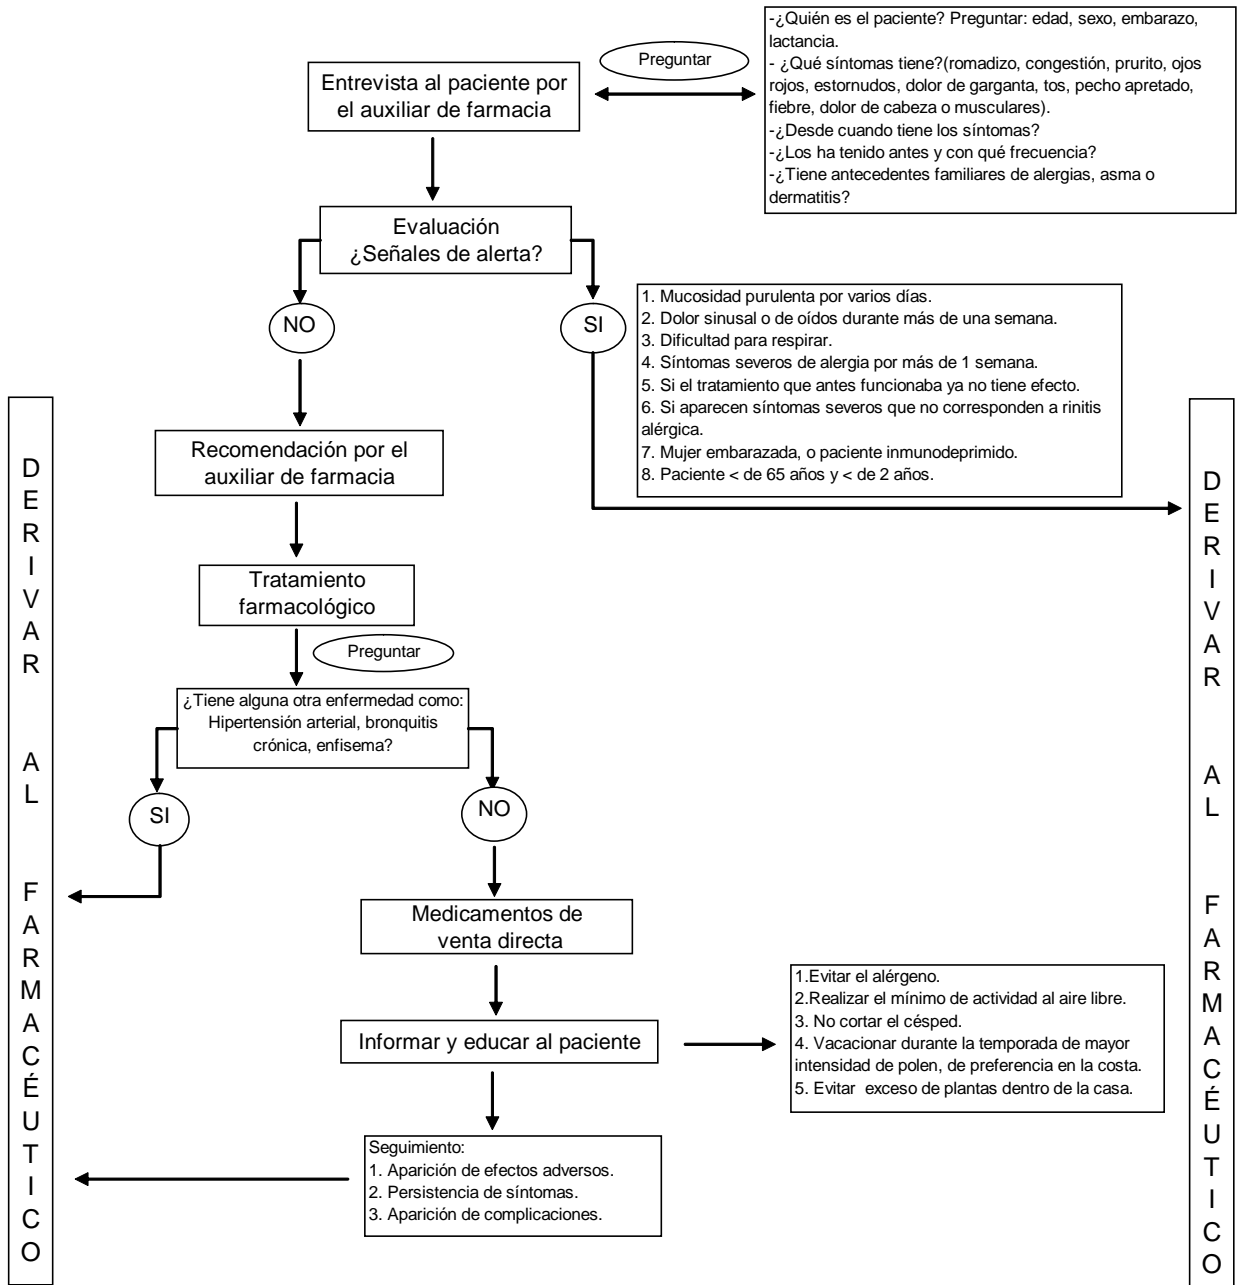 -¿Quién es el paciente? Preguntar: edad, sexo, embarazo,
lactancia.
- ¿Qué síntomas tiene?(romadizo, congestión, prurito, ojos
rojos, estornudos, dolor de garganta, tos, pecho apretado,
fiebre, dolor de cabeza o musculares).
-¿Desde cuando tiene los síntomas?
-¿Los ha tenido antes y con qué frecuencia?
-¿Tiene antecedentes familiares de alergias, asma o
dermatitis?
Preguntar
Entrevista al paciente por
el auxiliar de farmacia
Evaluación
¿Señales de alerta?
NO
SI
1. Mucosidad purulenta por varios días.
2. Dolor sinusal o de oídos durante más de una semana.
3. Dificultad para respirar.
4. Síntomas severos de alergia por más de 1 semana.
5. Si el tratamiento que antes funcionaba ya no tiene efecto.
6. Si aparecen síntomas severos que no corresponden a rinitis
alérgica.
7. Mujer embarazada, o paciente inmunodeprimido.
8. Paciente < de 65 años y < de 2 años.
Recomendación por el
auxiliar de farmacia
Tratamiento
farmacológico
Preguntar
¿Tiene alguna otra enfermedad como:
Hipertensión arterial, bronquitis
crónica, enfisema?
SI
NO
Medicamentos de
venta directa
Informar y educar al paciente
1.Evitar el alérgeno.
2.Realizar el mínimo de actividad al aire libre.
3. No cortar el césped.
4. Vacacionar durante la temporada de mayor
intensidad de polen, de preferencia en la costa.
5. Evitar exceso de plantas dentro de la casa.
Seguimiento:
1. Aparición de efectos adversos.
2. Persistencia de síntomas.
3. Aparición de complicaciones.
DERIVAR AL FARMACÉUTICO
DERIVAR AL FARMACÉUTICO